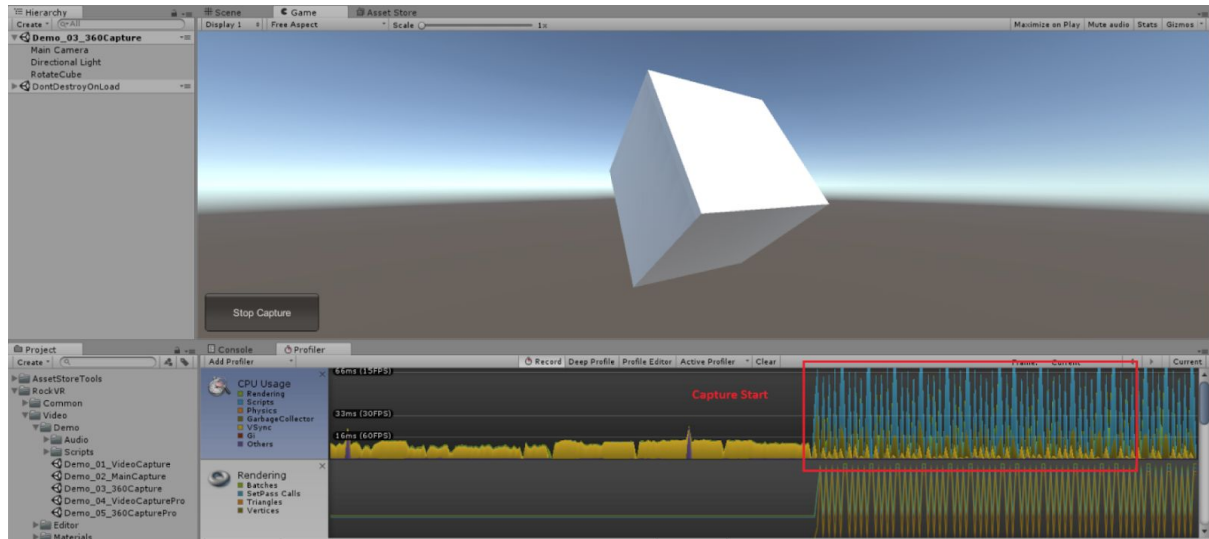 Hierarchy
Create
All
Demo_03_360Capture
Main Camera
Directional Light
RotateCube
DontDestroyOnLoad
Scene Game Asset Store
Display 1 Free Aspect Scale 1x Maximize on Play Mute audio Stats Gizmos
Stop Capture
Project
Create
AssetStoreTools
RockVR
Common
Video
Demo
Audio
Scripts
Demo_01_VideoCapture
Demo_02_MainCapture
Demo_03_360Capture
Demo_04_VideoCapturePro
Demo_05_360CapturePro
Editor
Materials
Console Profiler
Add Profiler Record Deep Profile Profile Editor Active Profiler Clear Frame: Current Current
CPU Usage
Rendering
Scripts
Physics
GarbageCollector
VSync
Gi
Others
66ms (15FPS)
33ms (30FPS)
16ms (60FPS)
Capture Start
Rendering
Batches
SetPass Calls
Triangles
Vertices